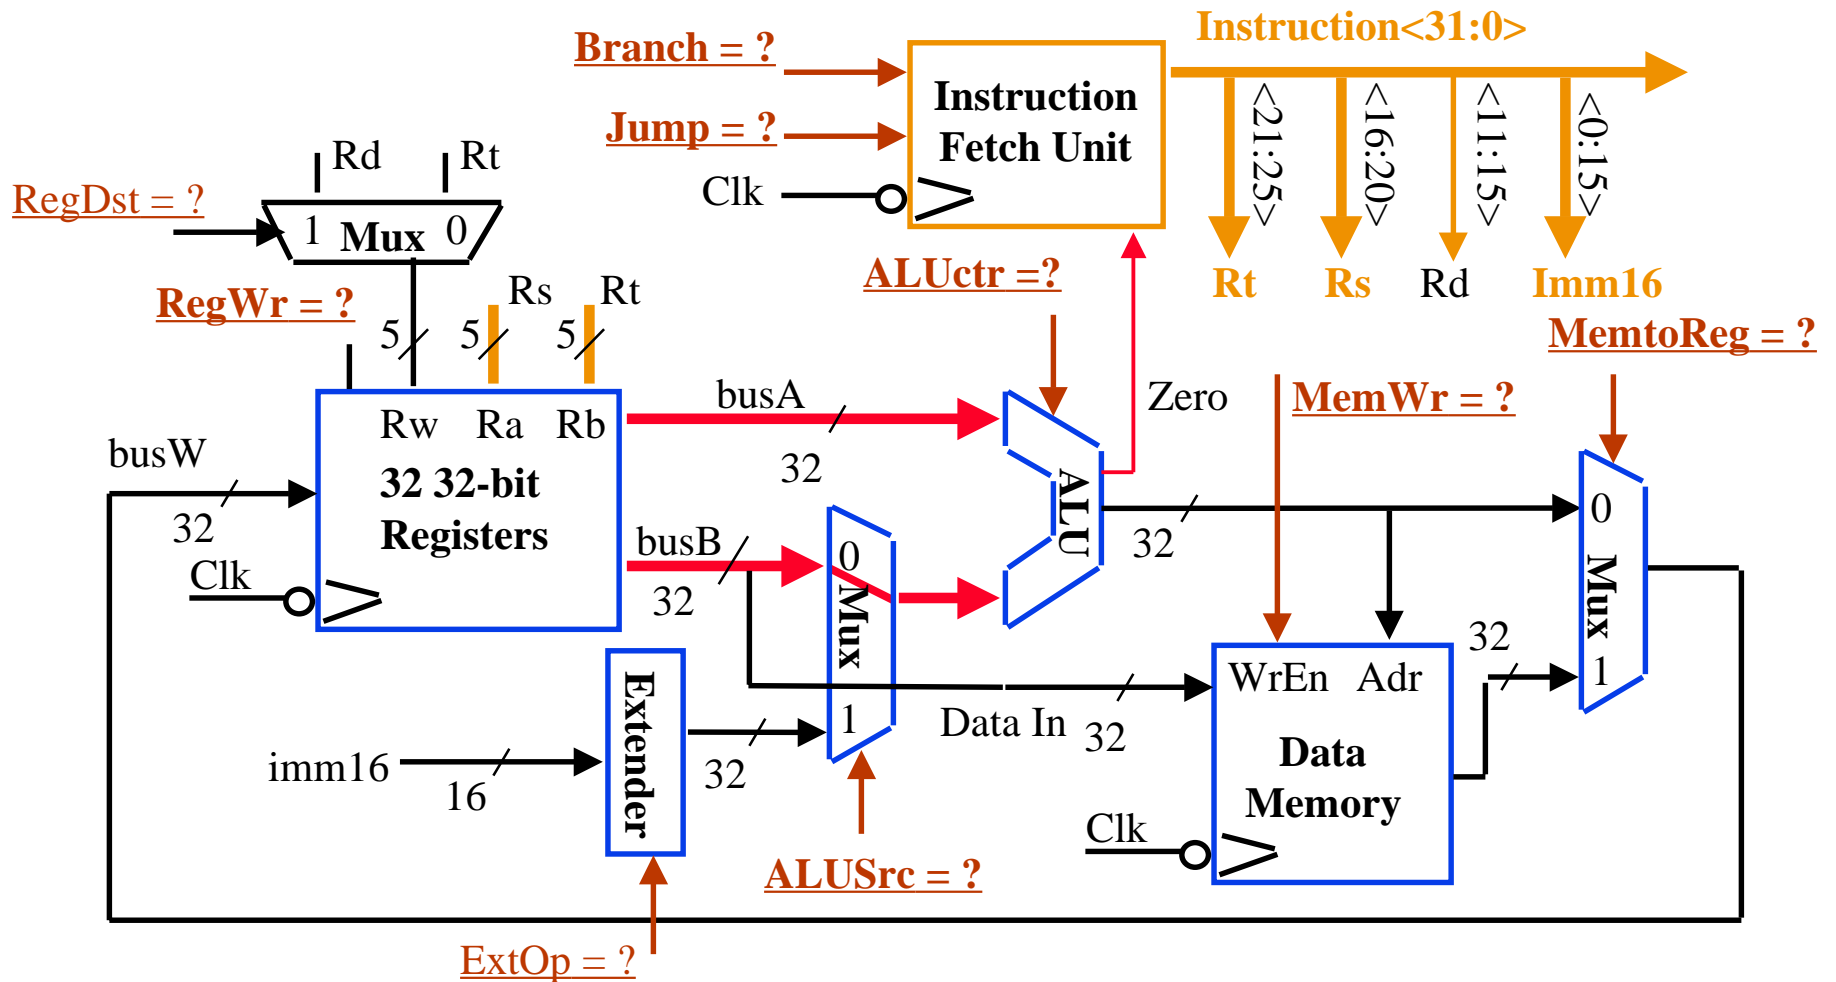 Instruction<31:0>
Branch = ?
Instruction
Fetch Unit
Jump = ?
Clk
<21:25>
<16:20>
<11:15>
<0:15>
Rt
Rs
Rd
Imm16
Rd
Rt
RegDst = ?
1
Mux
0
ALUctr =?
RegWr = ?
Rs
Rt
5
5
5
MemtoReg = ?
busA
Zero
MemWr = ?
Rw
Ra
Rb
busW
32
32 32-bit
Registers
32
ALU
0
Mux
1
32
busB
32
0
Mux
1
Clk
32
WrEn
Adr
Data
Memory
Clk
Extender
Data In
32
imm16
16
32
ALUSrc = ?
ExtOp = ?